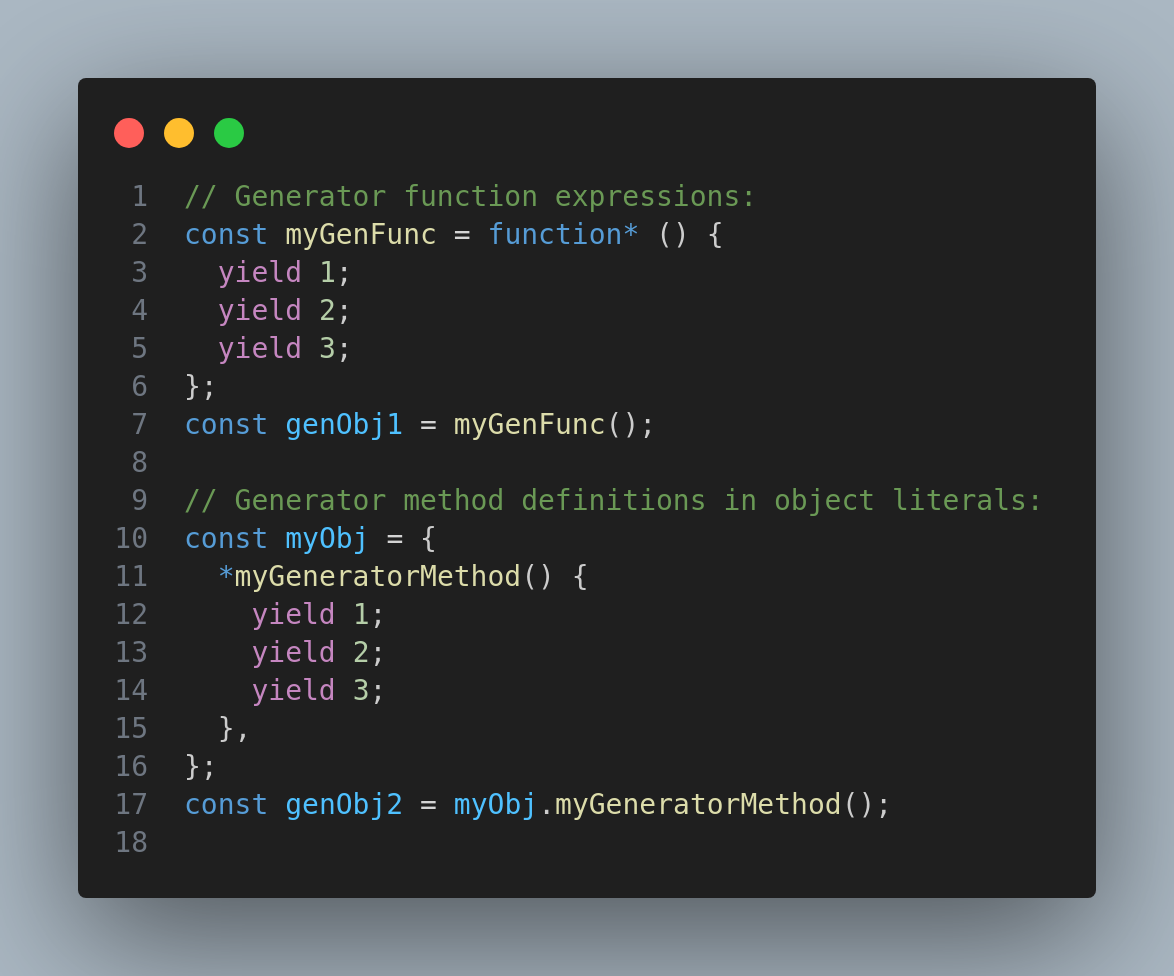 1 // Generator function expressions:
2 const myGenFunc = function* () {
3   yield 1;
4   yield 2;
5   yield 3;
6 };
7 const genObj1 = myGenFunc();
8
9 // Generator method definitions in object literals:
10 const myObj = {
11   *myGeneratorMethod() {
12     yield 1;
13     yield 2;
14     yield 3;
15   },
16 };
17 const genObj2 = myObj.myGeneratorMethod();
18